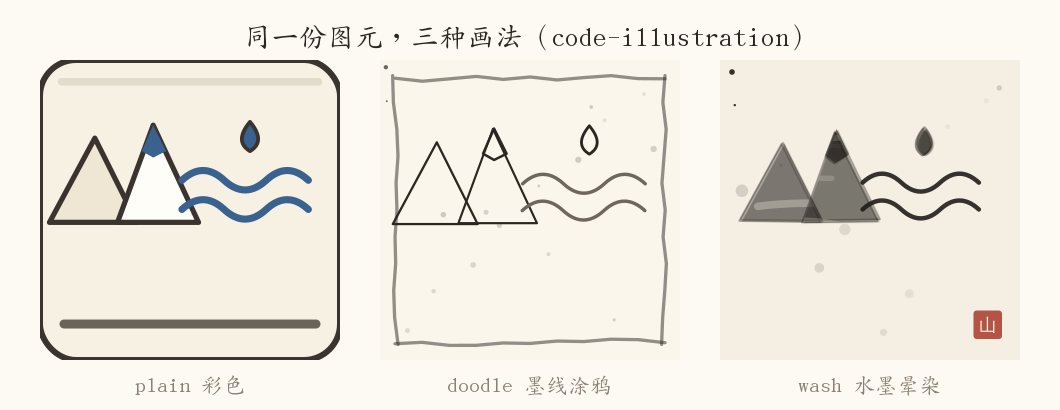 同一份图元，三种画法（code-illustration）
山
plain 彩色
doodle 墨线涂鸦
wash 水墨晕染